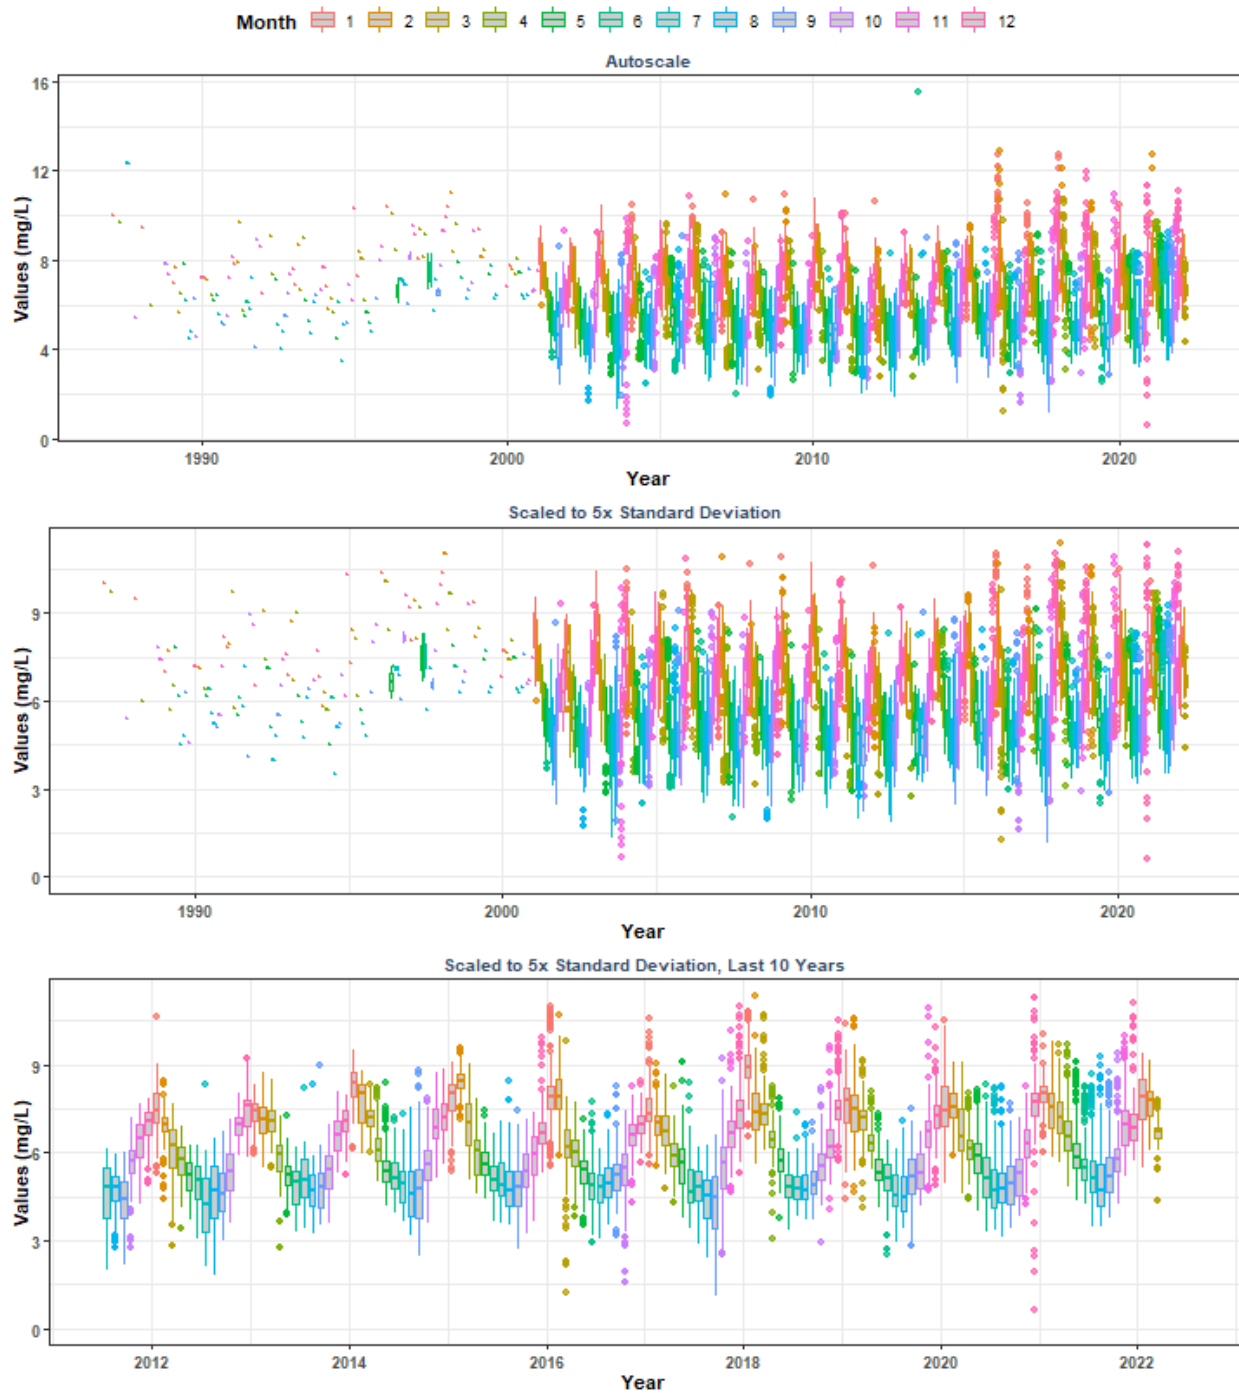 Month 1 2 3 4 5 6 7 8 9 10 11 12
Autoscale
16
12
8
4
0
Values (mg/L)
1990 2000 2010 2020
Year
Scaled to 5x Standard Deviation
9
6
3
0
Values (mg/L)
1990 2000 2010 2020
Year
Scaled to 5x Standard Deviation, Last 10 Years
9
6
3
0
Values (mg/L)
2012 2014 2016 2018 2020 2022
Year